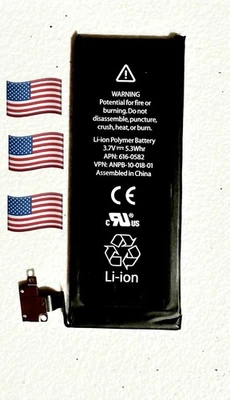 WARNING
Potential for fire or
burning. Do not
disassemble, puncture,
crush, heat, or burn.
Li-ion Polymer Battery
3.7V⎓5.3Whr
APN: 616-0582
VPN: ANPB-10-018-01
Assembled in China
CE
c RU us
Li-ion